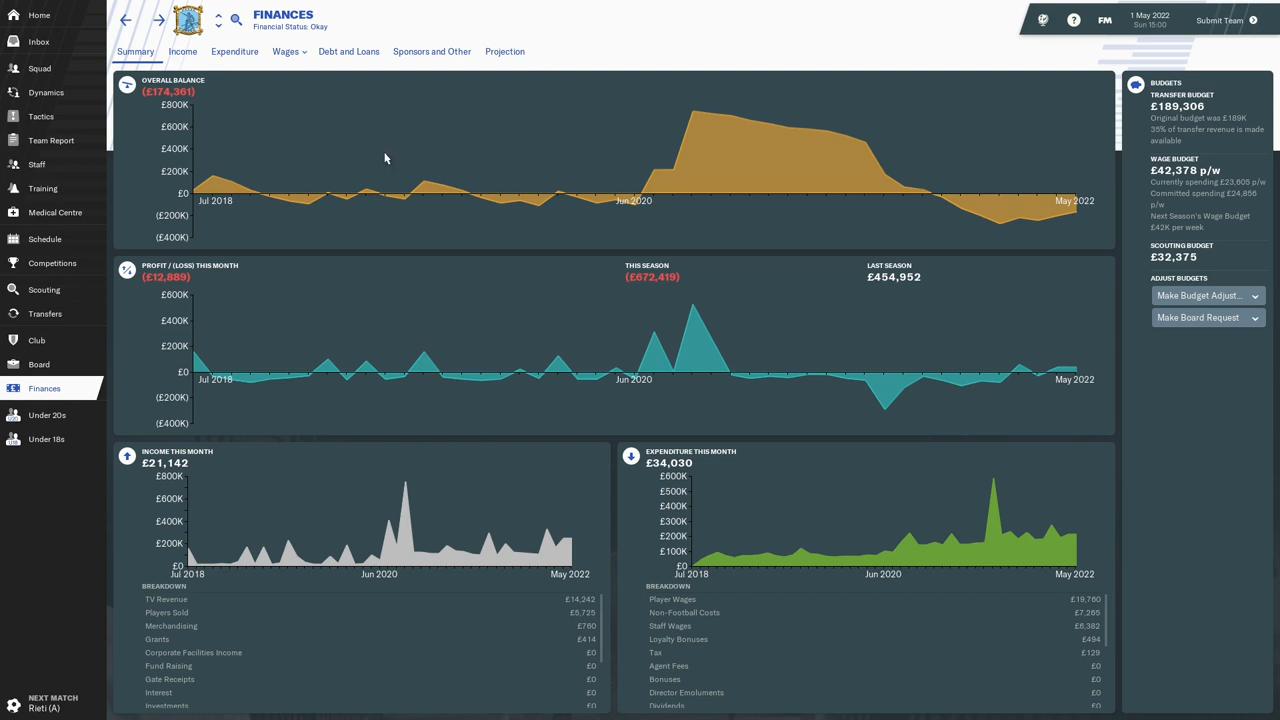 Home
Inbox
Squad
Dynamics
Tactics
Team Report
Staff
Training
Medical Centre
Schedule
Competitions
Scouting
Transfers
Club
Board
Finances
Under 20s
Under 18s
NEXT MATCH
Rieti (A)
FINANCES
Financial Status: Okay
FM
1 May 2022
Sun 15:00
Submit Team
Summary
Income
Expenditure
Wages
Debt and Loans
Sponsors and Other
Projection
OVERALL BALANCE
(£174,361)
£800K
£600K
£400K
£200K
£0
(£200K)
(£400K)
Jul 2018
Jun 2020
May 2022
PROFIT / (LOSS) THIS MONTH
(£12,889)
THIS SEASON
(£672,419)
LAST SEASON
£454,952
£600K
£400K
£200K
£0
(£200K)
(£400K)
Jul 2018
Jun 2020
May 2022
INCOME THIS MONTH
£21,142
£800K
£600K
£400K
£200K
£0
Jul 2018
Jun 2020
May 2022
BREAKDOWN
TV Revenue £14,242
Players Sold £5,725
Merchandising £760
Grants £414
Corporate Facilities Income £0
Fund Raising £0
Gate Receipts £0
Interest £0
Investments £0
EXPENDITURE THIS MONTH
£34,030
£600K
£500K
£400K
£300K
£200K
£100K
£0
Jul 2018
Jun 2020
May 2022
BREAKDOWN
Player Wages £19,760
Non-Football Costs £7,265
Staff Wages £6,382
Loyalty Bonuses £494
Tax £129
Agent Fees £0
Bonuses £0
Director Emoluments £0
Dividends £0
BUDGETS
TRANSFER BUDGET
£189,306
Original budget was £189K
35% of transfer revenue is made
available
WAGE BUDGET
£42,378 p/w
Currently spending £23,605 p/w
Committed spending £24,856
p/w
Next Season's Wage Budget
£42K per week
SCOUTING BUDGET
£32,375
ADJUST BUDGETS
Make Budget Adjust...
Make Board Request